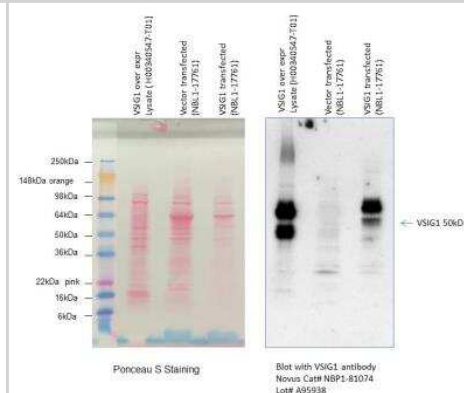 VSIG1 over expr
Lysate (H00340547-T01)
Vector transfected
(NBL1-17761)
VSIG1 transfected
(NBL1-17761)
VSIG1 over expr
Lysate (H00340547-T01)
Vector transfected
(NBL1-17761)
VSIG1 transfected
(NBL1-17761)
250kDa
148kDa orange
98kDa
64kDa
50kDa
36kDa
22kDa pink
16kDa
6kDa
← VSIG1 50kD
Ponceau S Staining
Blot with VSIG1 antibody
Novus Cat# NBP1-81074
Lot# A95938